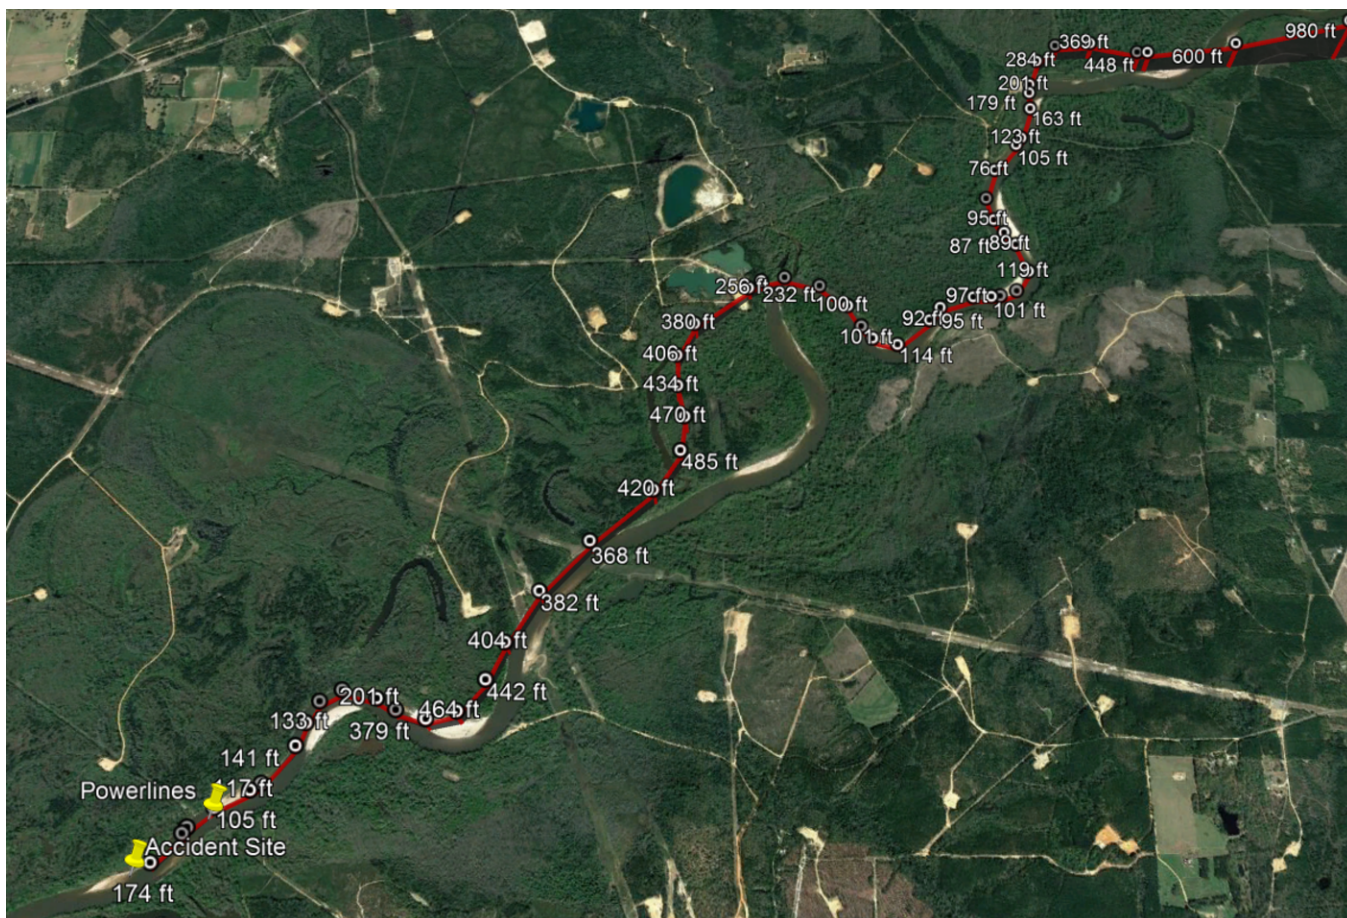 980 ft
369 ft
600 ft
448 ft
284 ft
201 ft
179 ft
163 ft
123 ft
105 ft
76 ft
95 ft
87 ft
89 ft
119 ft
256 ft
232 ft
97 ft
101 ft
100 ft
92 ft
95 ft
380 ft
101 ft
114 ft
406 ft
434 ft
470 ft
485 ft
420 ft
368 ft
382 ft
404 ft
442 ft
201 ft
464 ft
133 ft
379 ft
141 ft
117 ft
Powerlines
105 ft
Accident Site
174 ft